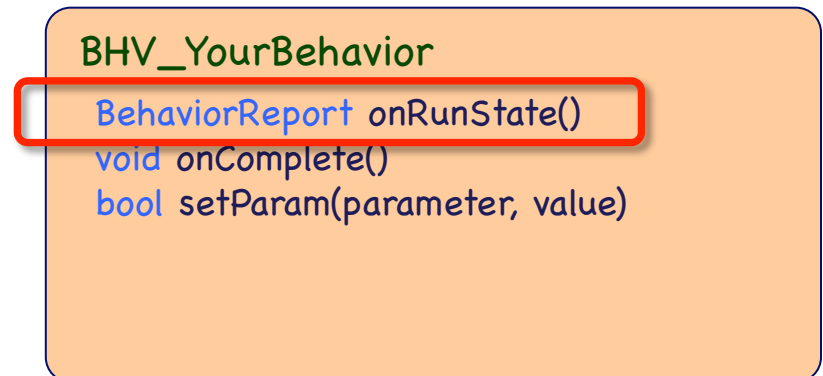 BHV_YourBehavior
BehaviorReport onRunState()
void onComplete()
bool setParam(parameter, value)